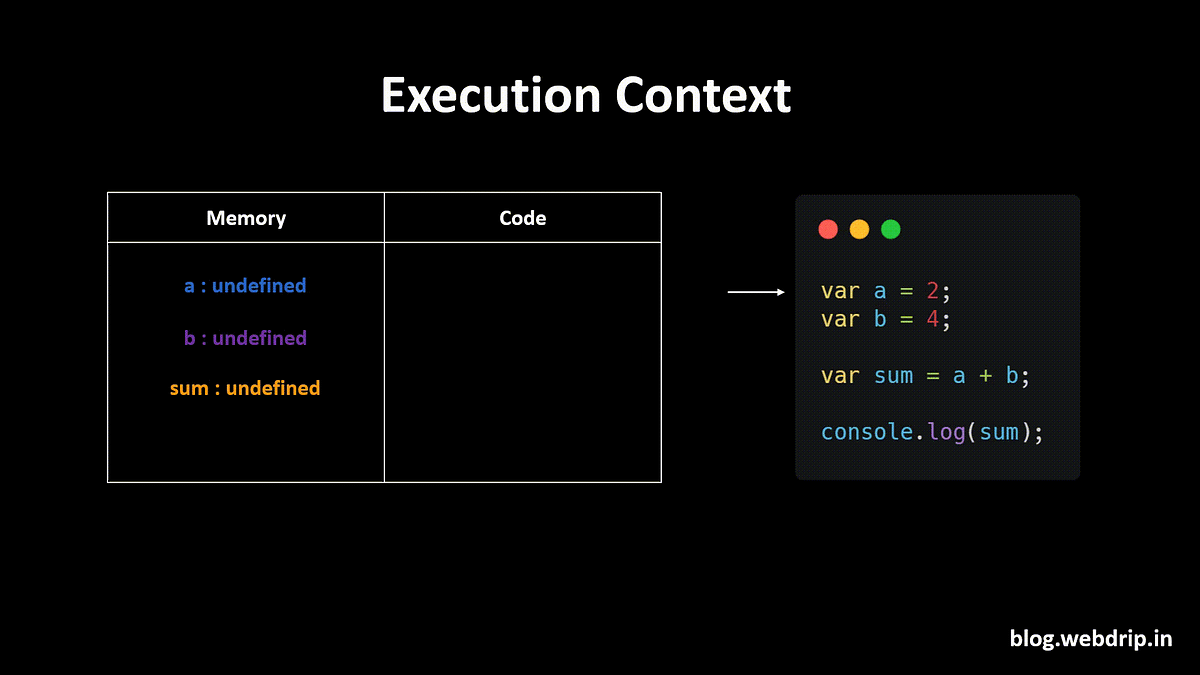 Execution Context
Memory
Code
a : undefined
b : undefined
sum : undefined
var a = 2;
var b = 4;
var sum = a + b;
console.log(sum);
blog.webdrip.in